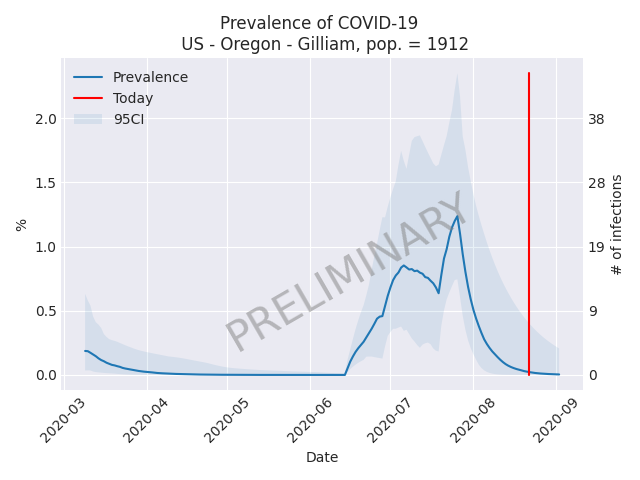 Prevalence of COVID-19
US - Oregon - Gilliam, pop. = 1912
Prevalence
Today
95CI
PRELIMINARY
2.0
1.5
1.0
0.5
0.0
%
38
28
19
9
0
# of infections
2020-03
2020-04
2020-05
2020-06
2020-07
2020-08
2020-09
Date